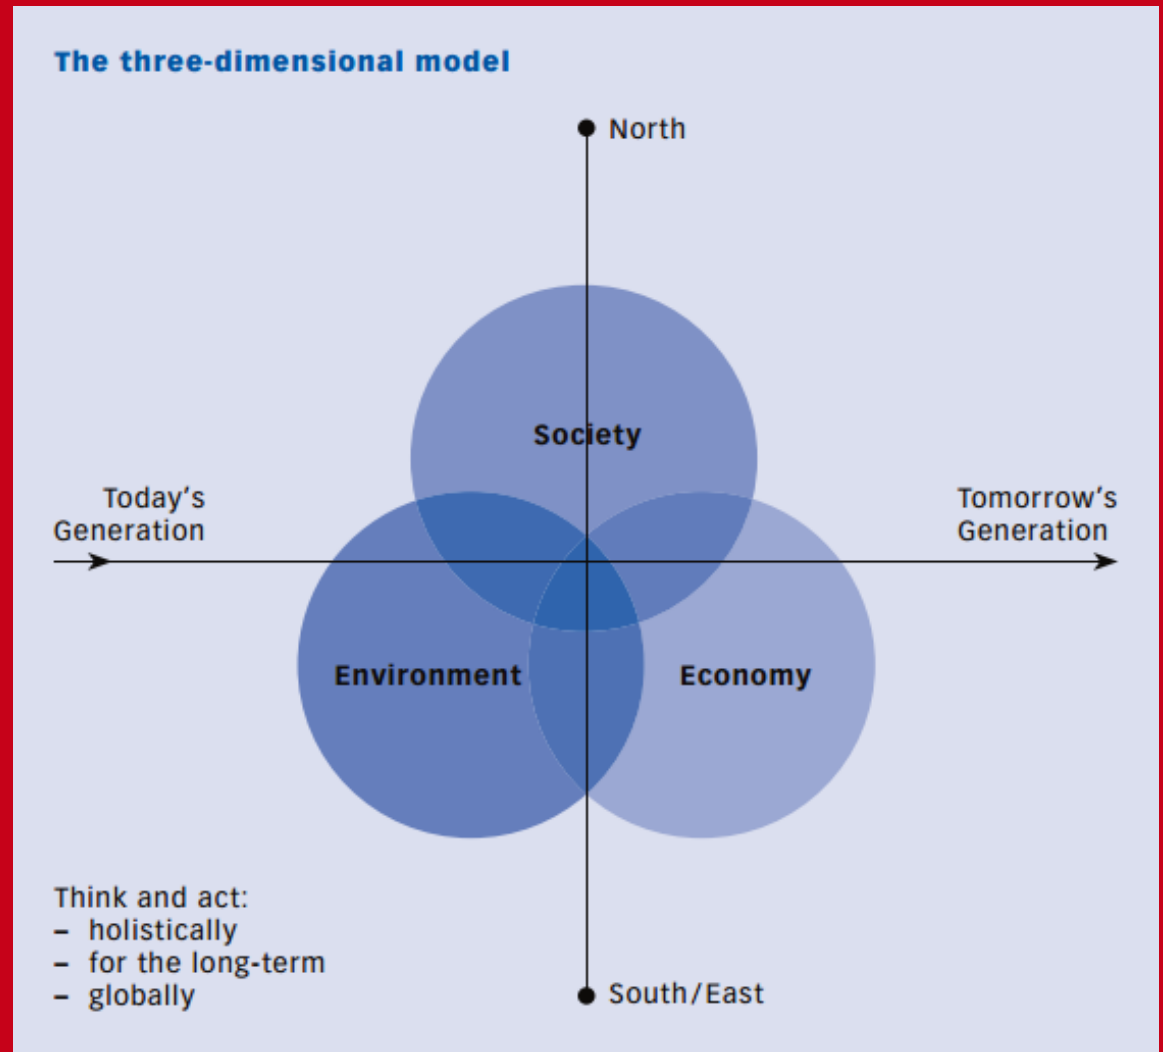 The three-dimensional model
North
Society
Today's
Generation
Tomorrow's
Generation
Environment
Economy
Think and act:
– holistically
– for the long-term
– globally
South/East